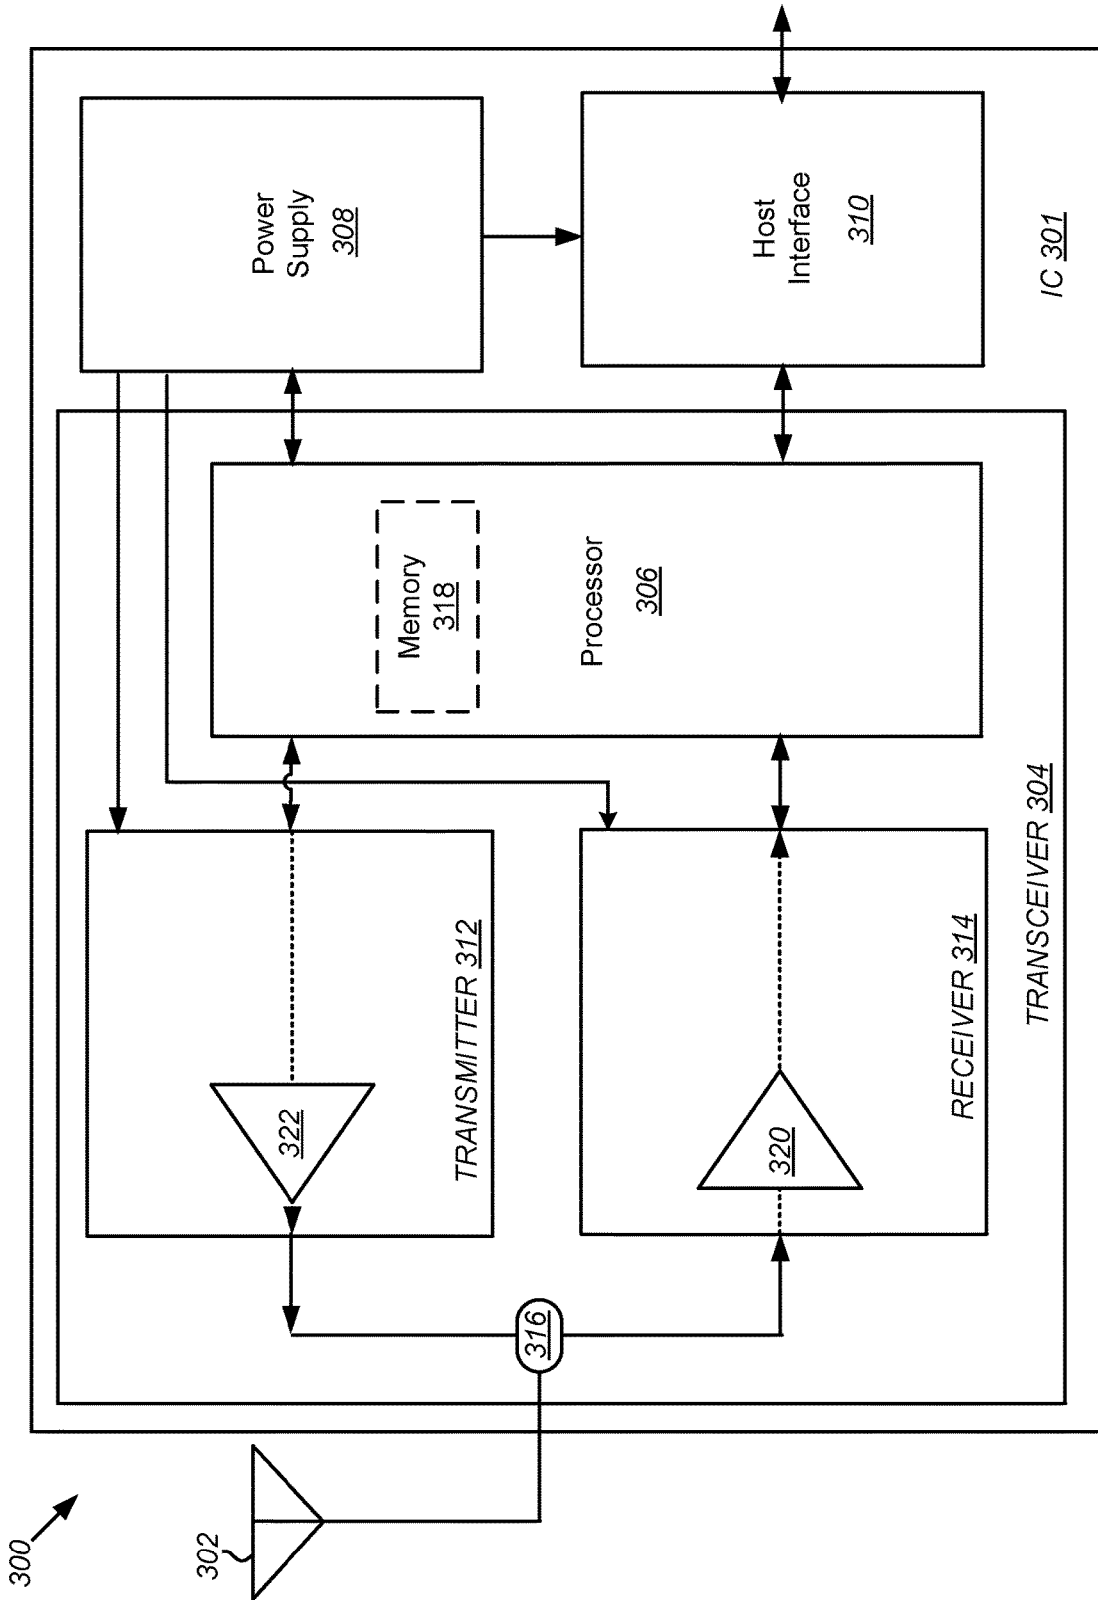 300
302
316
322
TRANSMITTER 312
320
RECEIVER 314
TRANSCEIVER 304
Memory
318
Processor
306
Power
Supply
308
Host
Interface
310
IC 301